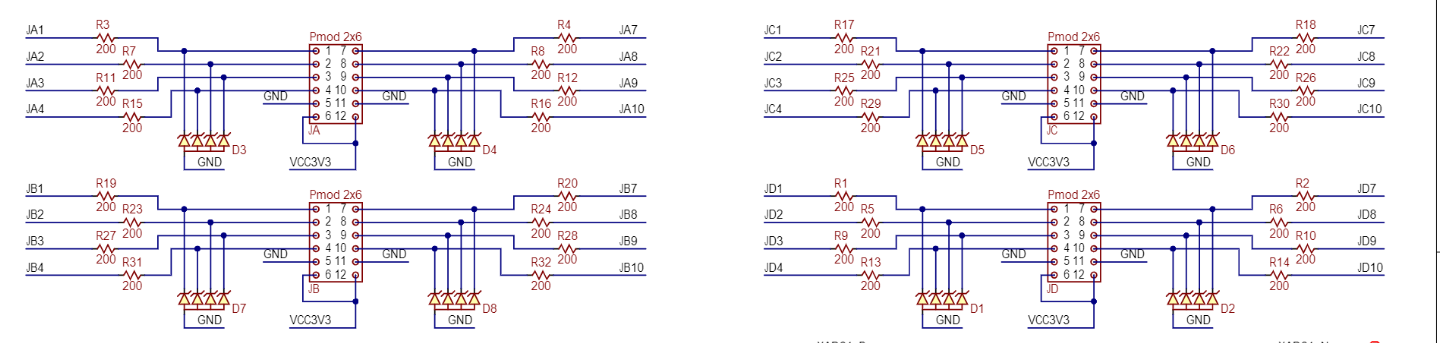 JA1 R3 200
JA2 R7 200
JA3 R11 200
JA4 R15 200
Pmod 2x6
1 7
2 8
3 9
4 10
GND 5 11 GND
6 12
JA
R4 200 JA7
R8 200 JA8
R12 200 JA9
R16 200 JA10
D3
GND
VCC3V3
D4
GND
JC1 R17 200
JC2 R21 200
JC3 R25 200
JC4 R29 200
Pmod 2x6
1 7
2 8
3 9
4 10
GND 5 11 GND
6 12
JC
R18 200 JC7
R22 200 JC8
R26 200 JC9
R30 200 JC10
D5
GND
VCC3V3
D6
GND
JB1 R19 200
JB2 R23 200
JB3 R27 200
JB4 R31 200
Pmod 2x6
1 7
2 8
3 9
4 10
GND 5 11 GND
6 12
JB
R20 200 JB7
R24 200 JB8
R28 200 JB9
R32 200 JB10
D7
GND
VCC3V3
D8
GND
JD1 R1 200
JD2 R5 200
JD3 R9 200
JD4 R13 200
Pmod 2x6
1 7
2 8
3 9
4 10
GND 5 11 GND
6 12
JD
R2 200 JD7
R6 200 JD8
R10 200 JD9
R14 200 JD10
D1
GND
VCC3V3
D2
GND